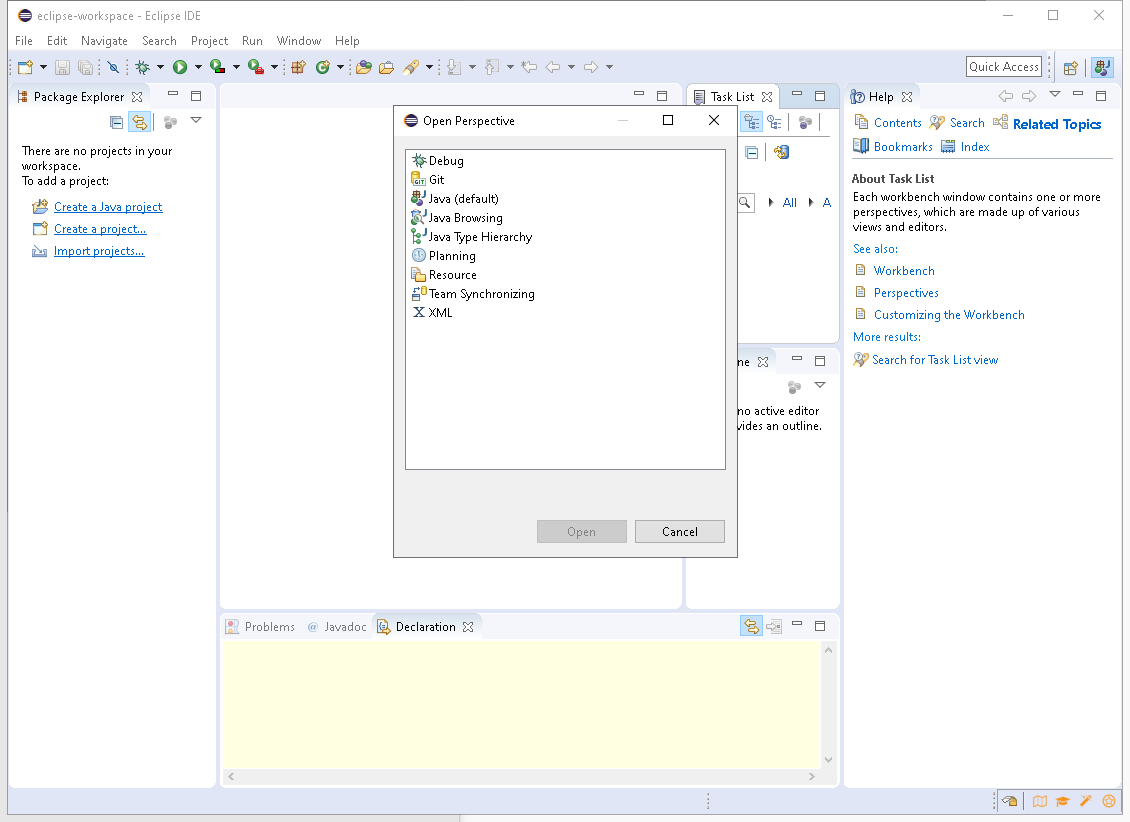 eclipse-workspace - Eclipse IDE
File Edit Navigate Search Project Run Window Help
Quick Access
Package Explorer
There are no projects in your
workspace.
To add a project:
Create a Java project
Create a project...
Import projects...
Open Perspective
Debug
GIT
Git
Java (default)
Java Browsing
Java Type Hierarchy
Planning
Resource
Team Synchronizing
XML
Open Cancel
Task List
All A
ne
no active editor
vides an outline.
Help
Contents Search Related Topics
Bookmarks Index
About Task List
Each workbench window contains one or more
perspectives, which are made up of various
views and editors.
See also:
Workbench
Perspectives
Customizing the Workbench
More results:
Search for Task List view
Problems @ Javadoc Declaration